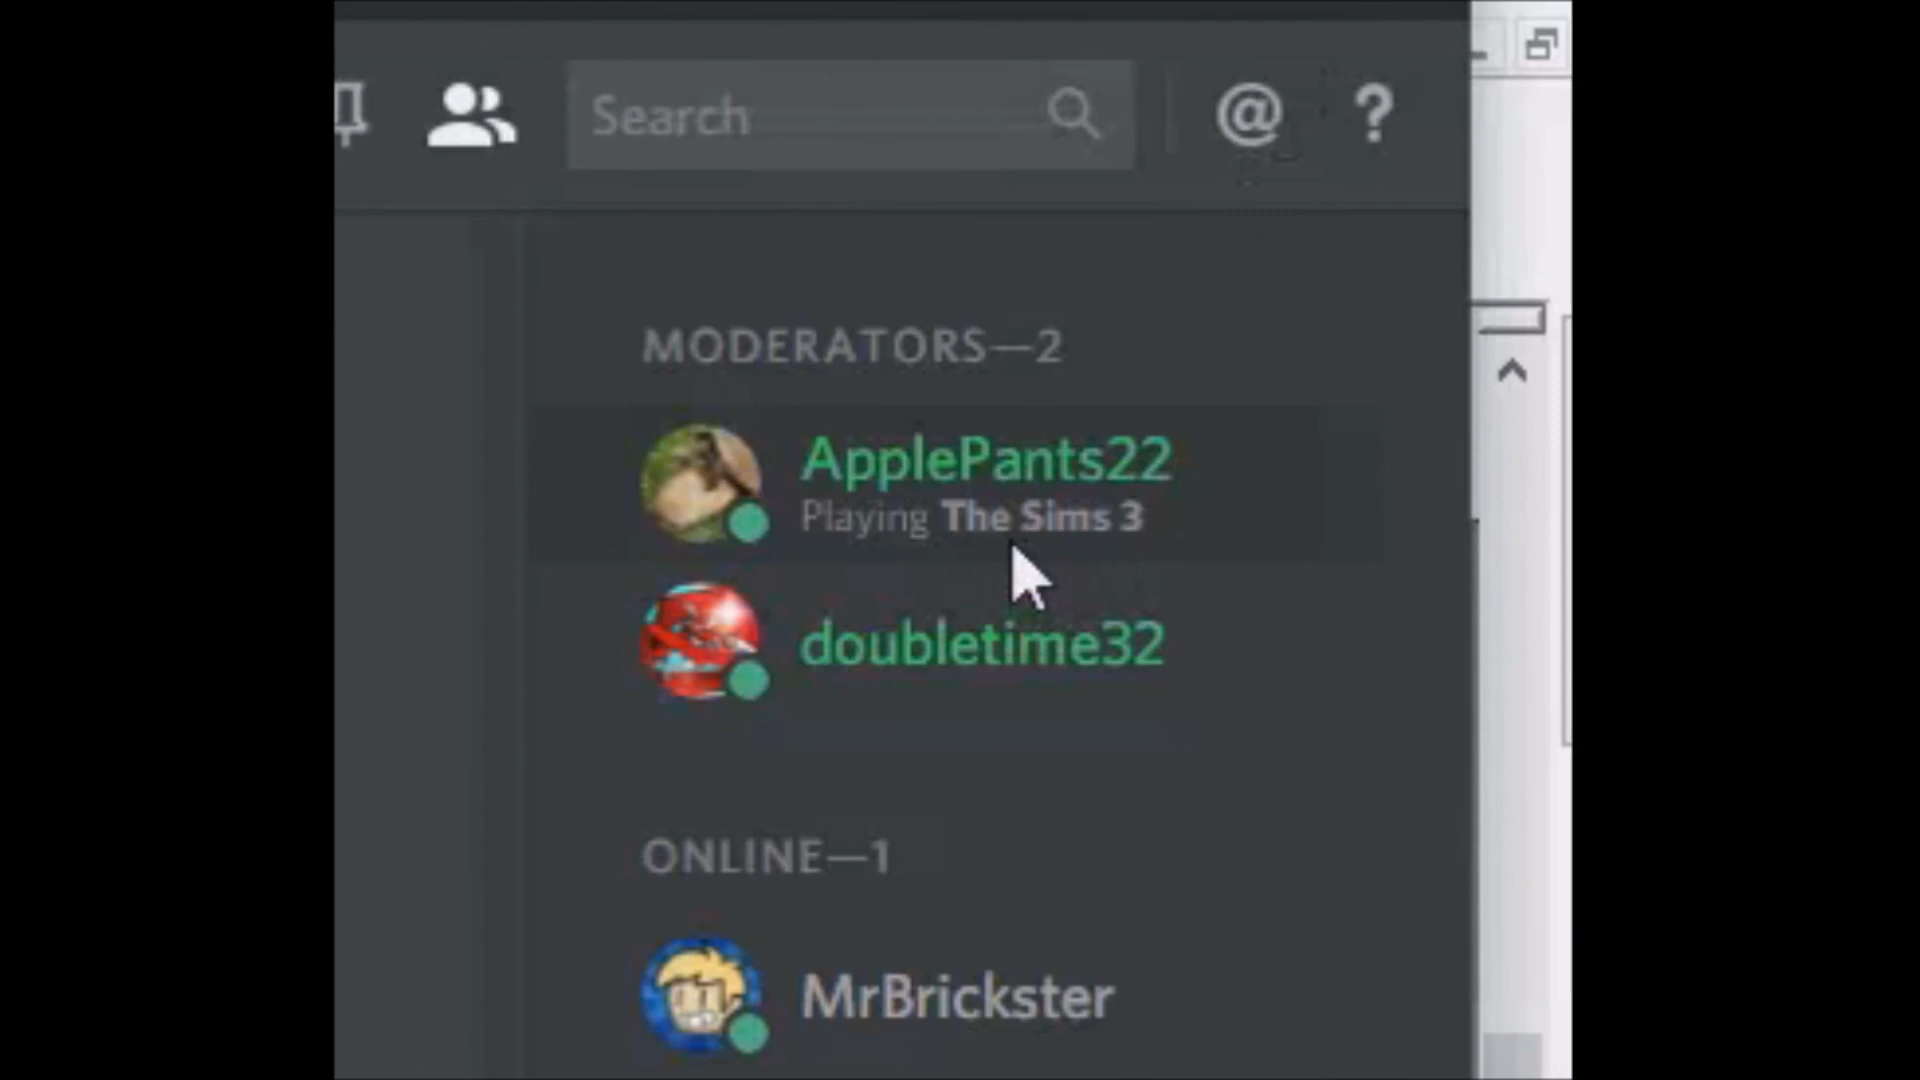 Search
@ ?
MODERATORS—2
ApplePants22
Playing The Sims 3
doubletime32
ONLINE—1
MrBrickster